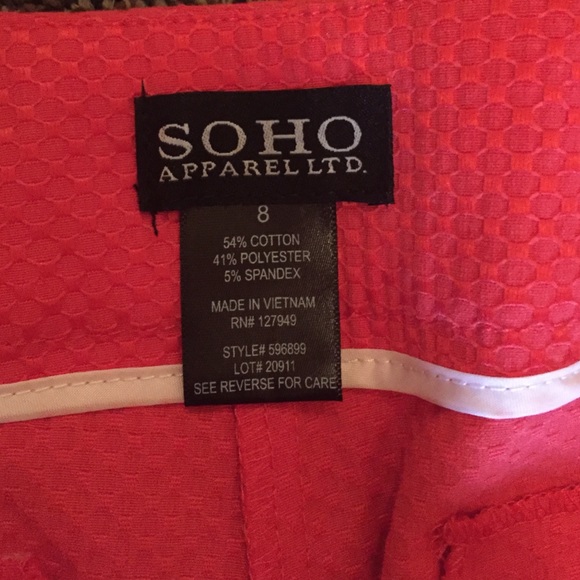 SOHO
APPAREL LTD.
8
54% COTTON
41% POLYESTER
5% SPANDEX
MADE IN VIETNAM
RN# 127949
STYLE# 596899
LOT# 20911
SEE REVERSE FOR CARE